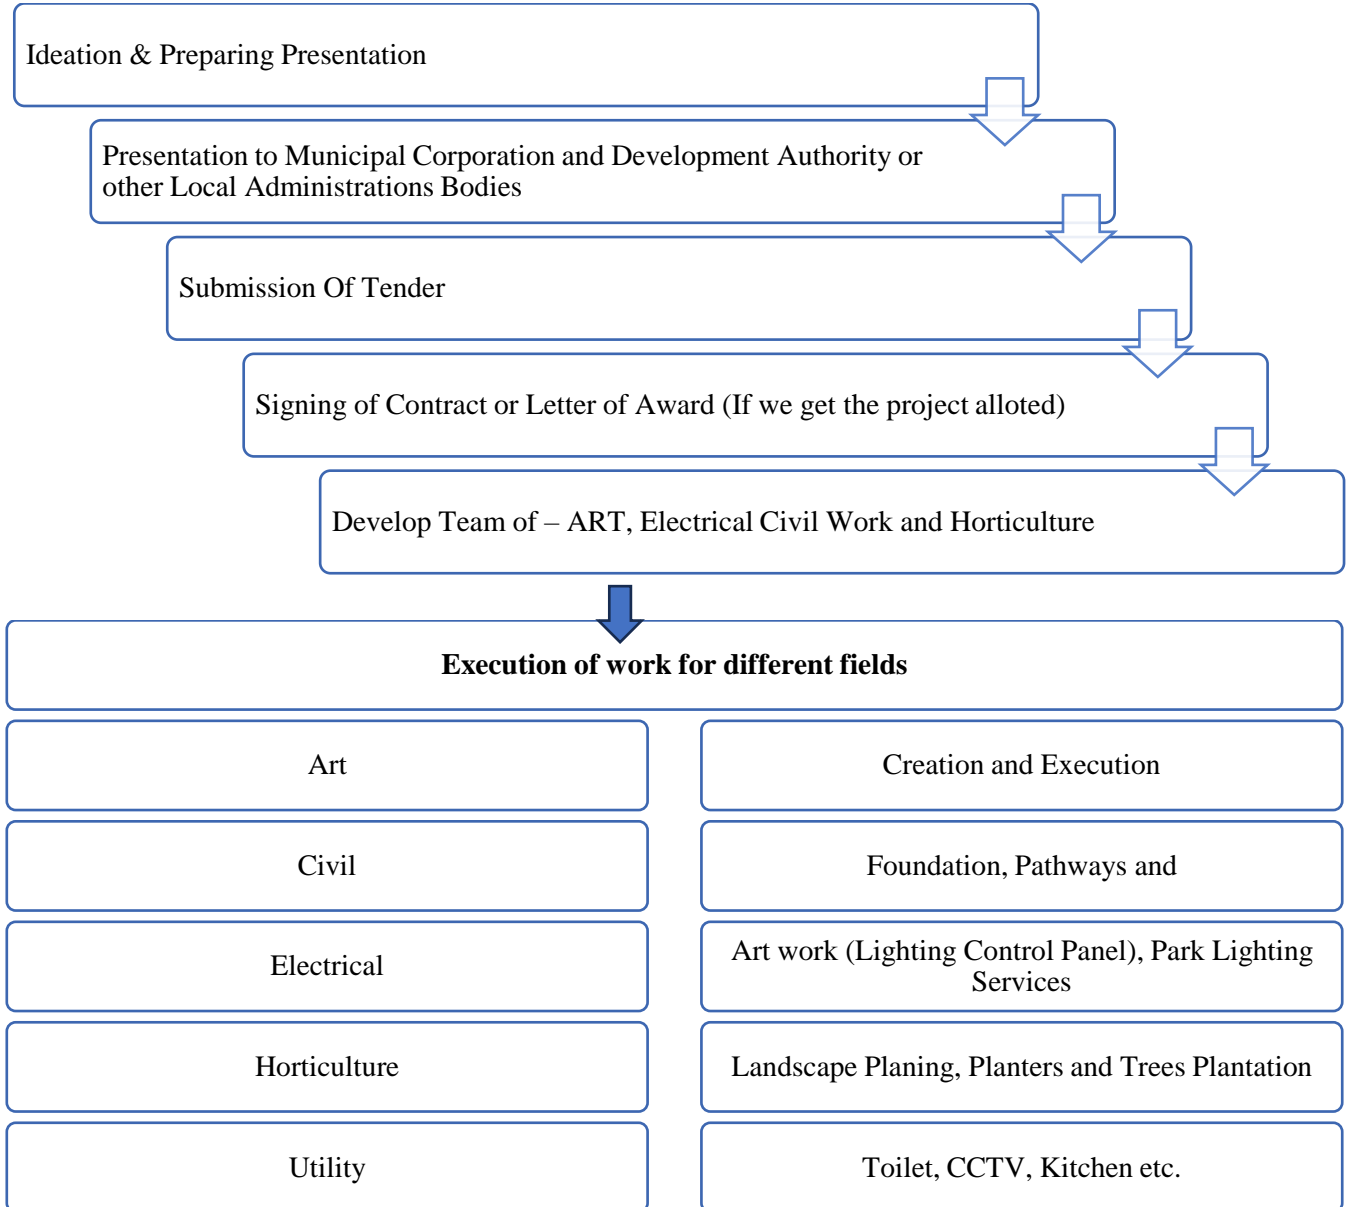 Ideation & Preparing Presentation
Presentation to Municipal Corporation and Development Authority or
other Local Administrations Bodies
Submission Of Tender
Signing of Contract or Letter of Award (If we get the project alloted)
Develop Team of – ART, Electrical Civil Work and Horticulture
Execution of work for different fields
Art
Creation and Execution
Civil
Foundation, Pathways and
Electrical
Art work (Lighting Control Panel), Park Lighting
Services
Horticulture
Landscape Planing, Planters and Trees Plantation
Utility
Toilet, CCTV, Kitchen etc.